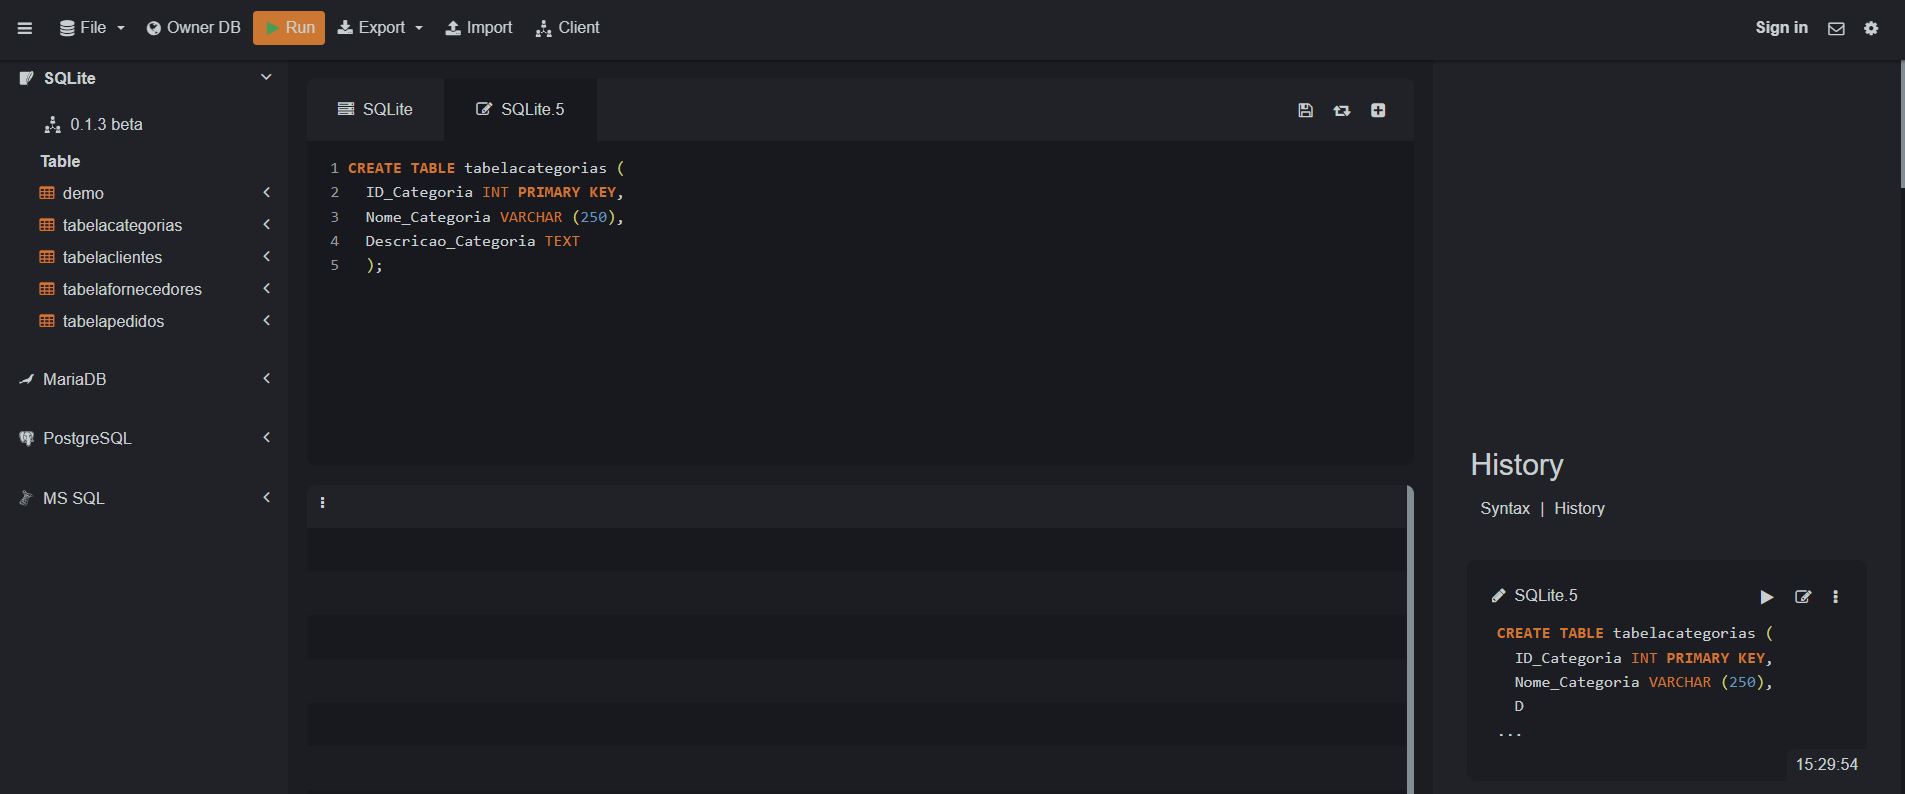 File Owner DB Run Export Import Client Sign in
SQLite
0.1.3 beta
Table
demo
tabelacategorias
tabelaclientes
tabelafornecedores
tabelapedidos
MariaDB
PostgreSQL
MS SQL
SQLite SQLite.5
1 CREATE TABLE tabelacategorias (
2 ID_Categoria INT PRIMARY KEY,
3 Nome_Categoria VARCHAR (250),
4 Descricao_Categoria TEXT
5 );
History
Syntax | History
SQLite.5
CREATE TABLE tabelacategorias (
ID_Categoria INT PRIMARY KEY,
Nome_Categoria VARCHAR (250),
D
...
15:29:54